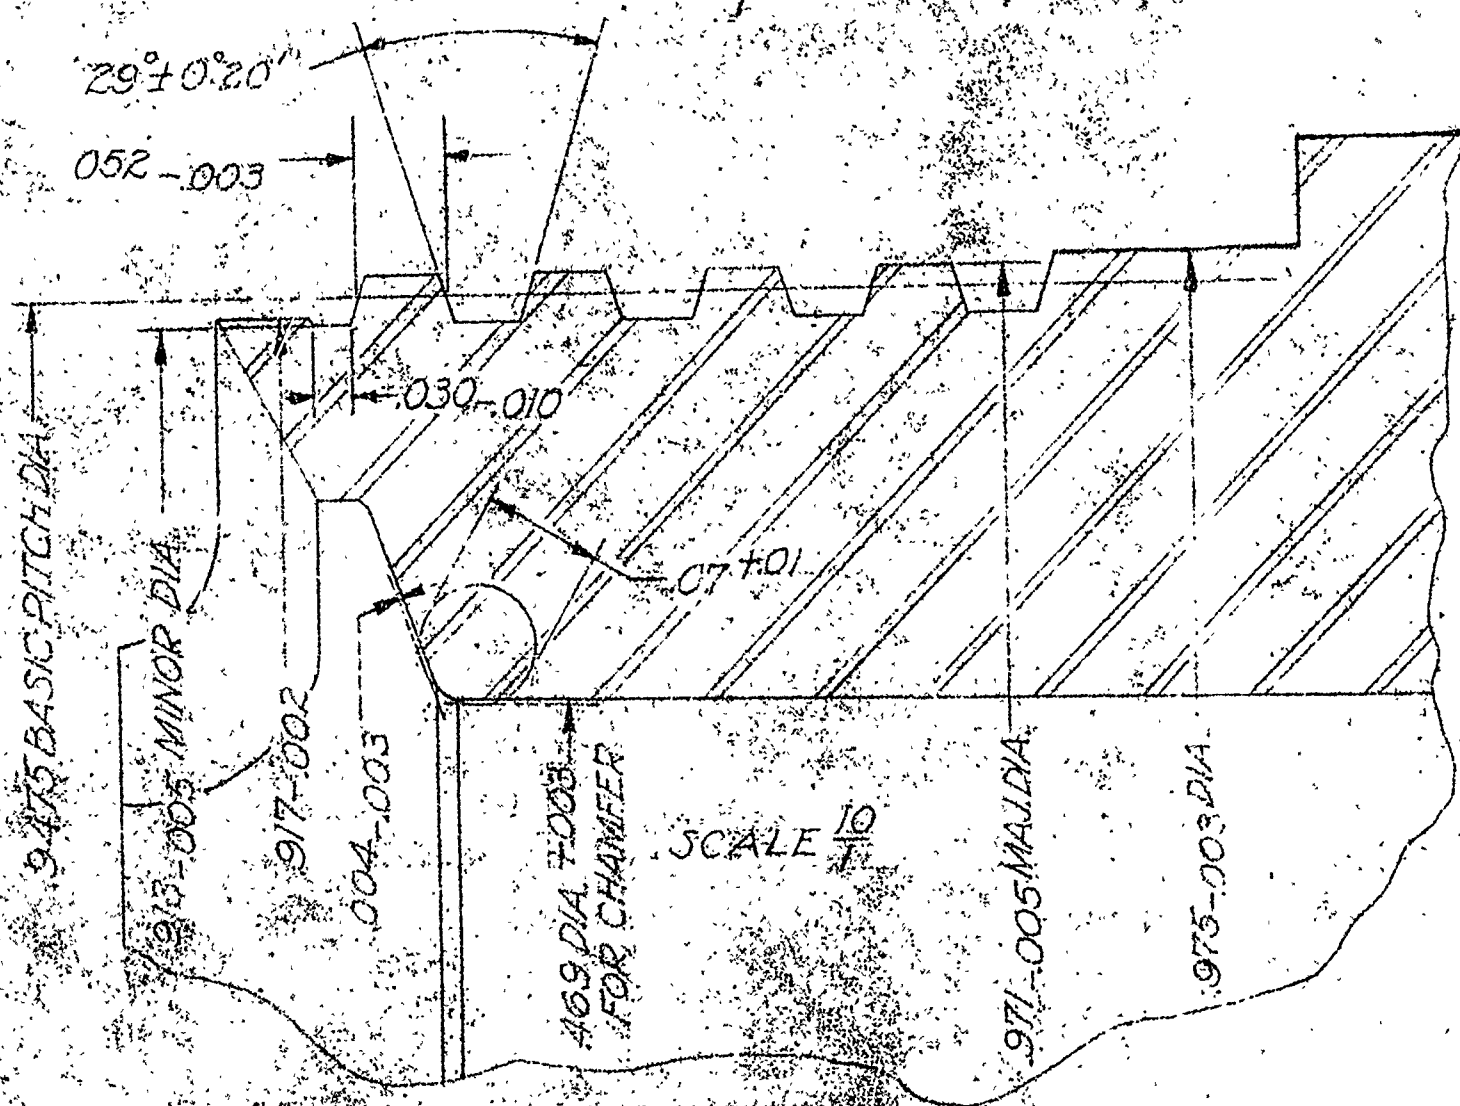 29°±0°20'
.052-.003
.030-.010
.07+.01
.9475 BASIC PITCH DIA.
.913-.005 MINOR DIA
.917-.002
.004-.003
.469 DIA. +.003
FOR CHAMFER
SCALE 10/1
.971-.005 MAJ. DIA.
.975-.003 DIA.